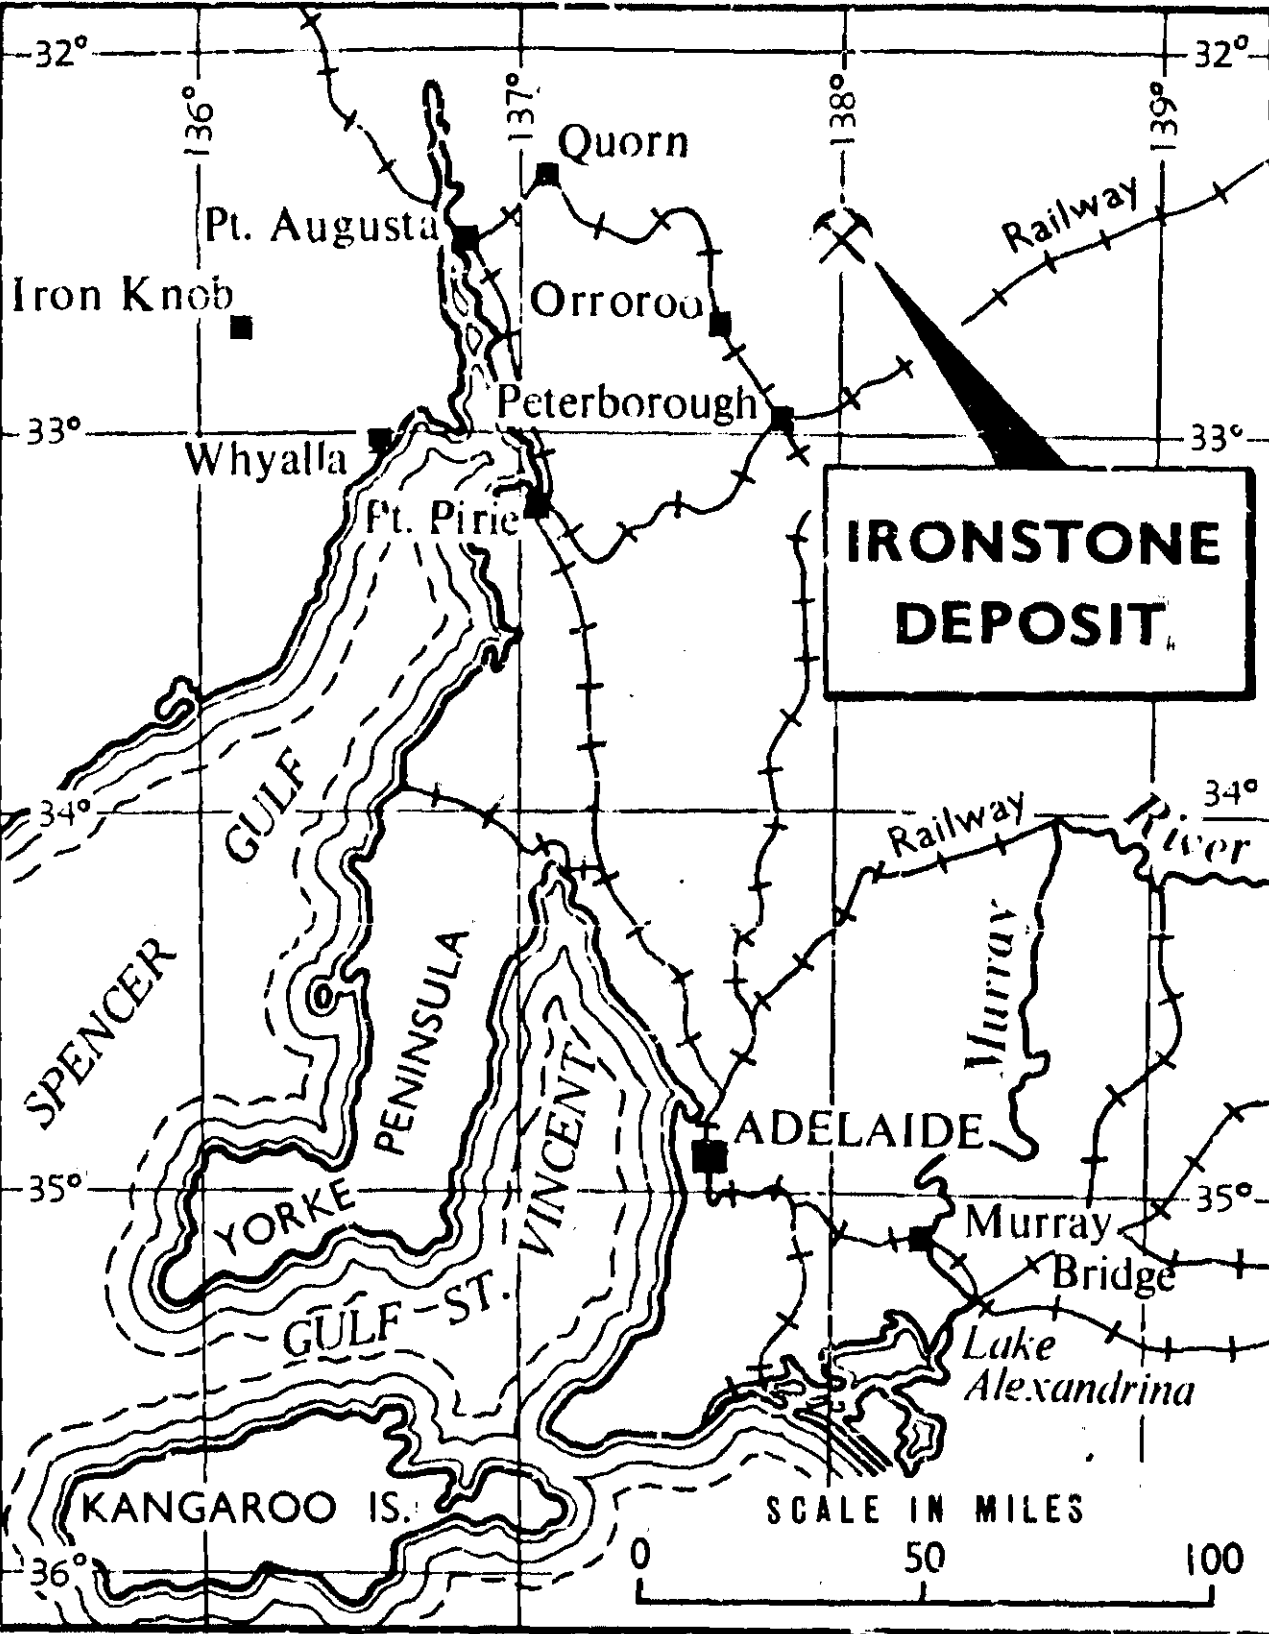 32°
32°
136°
137°
138°
139°
Quorn
Railway
Pt. Augusta
Iron Knob
Orroroo
Peterborough
33°
33°
Whyalla
Pt. Pirie
IRONSTONE
DEPOSIT
GULF
34°
34°
Railway
River
Murray
SPENCER
PENINSULA
VINCENT
ADELAIDE
35°
35°
YORKE
Murray
Bridge
GULF ST.
Lake
Alexandrina
KANGAROO IS.
SCALE IN MILES
36°
0 50 100